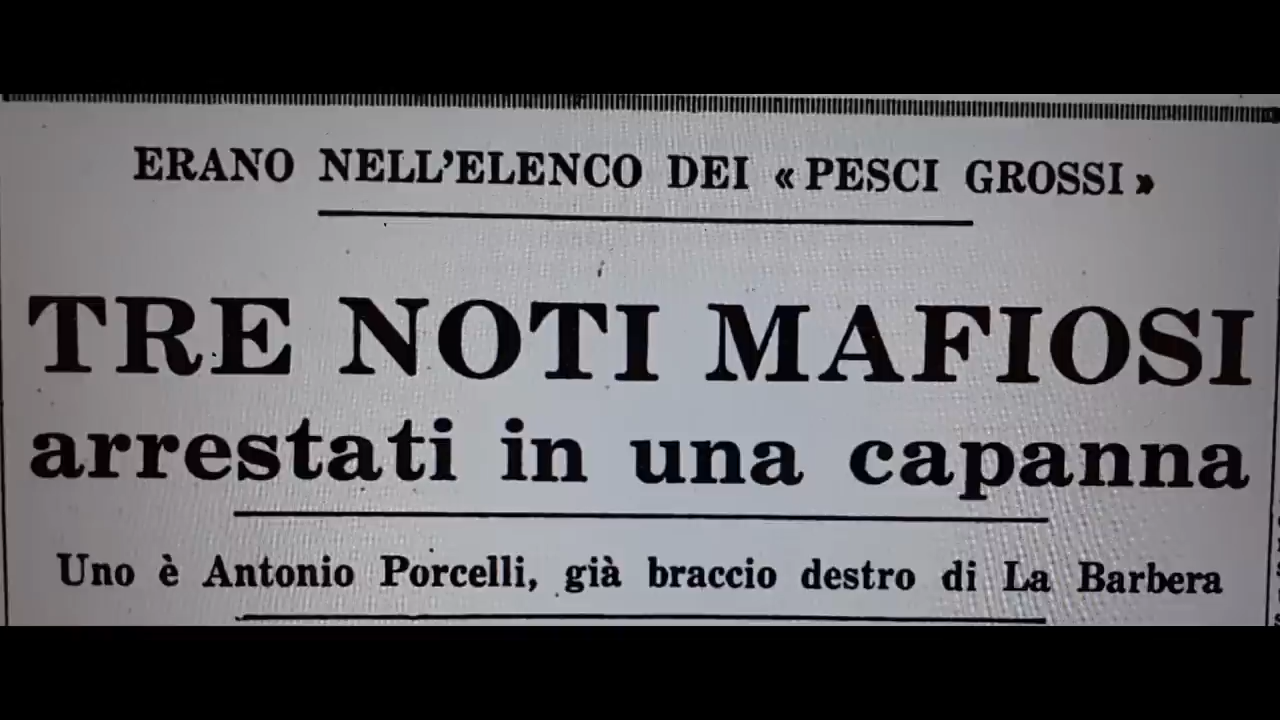 ERANO NELL'ELENCO DEI «PESCI GROSSI»
TRE NOTI MAFIOSI
arrestati in una capanna
Uno è Antonio Porcelli, già braccio destro di La Barbera